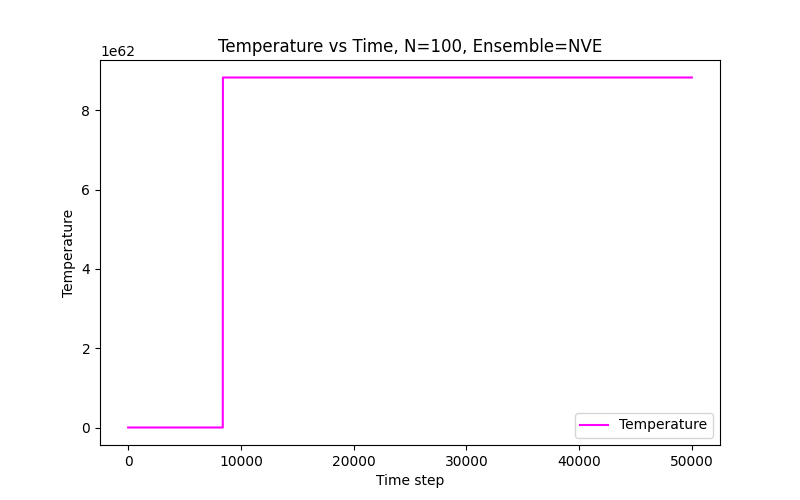 Temperature vs Time, N=100, Ensemble=NVE
1e62
8
6
4
2
0
Temperature
Temperature
0 10000 20000 30000 40000 50000
Time step